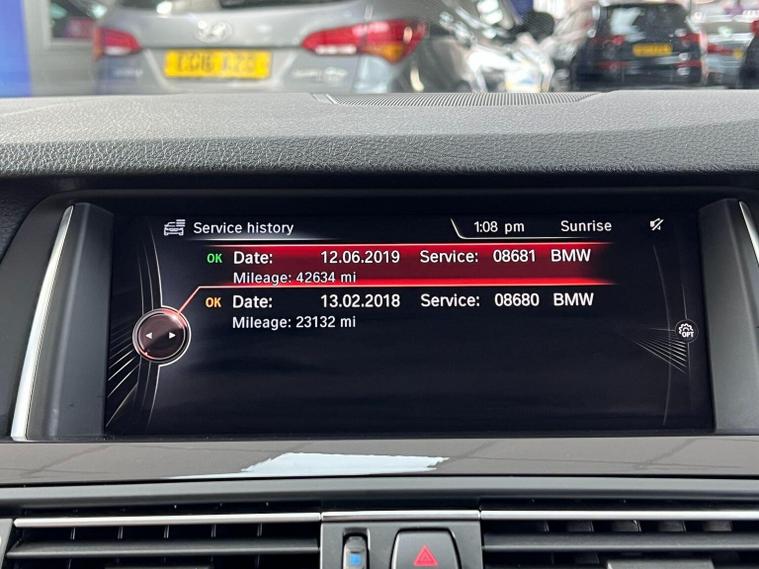 Service history 1:08 pm Sunrise
OK Date: 12.06.2019 Service: 08681 BMW
Mileage: 42634 mi
OK Date: 13.02.2018 Service: 08680 BMW
Mileage: 23132 mi
OPT